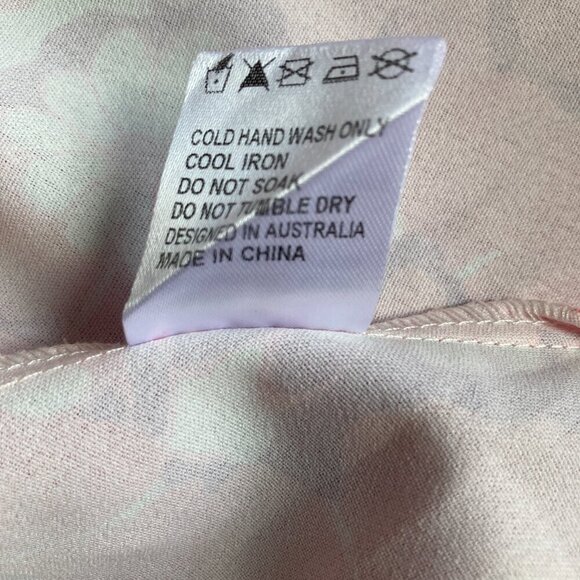 COLD HAND WASH ONLY
COOL IRON
DO NOT SOAK
DO NOT TUMBLE DRY
DESIGNED IN AUSTRALIA
MADE IN CHINA